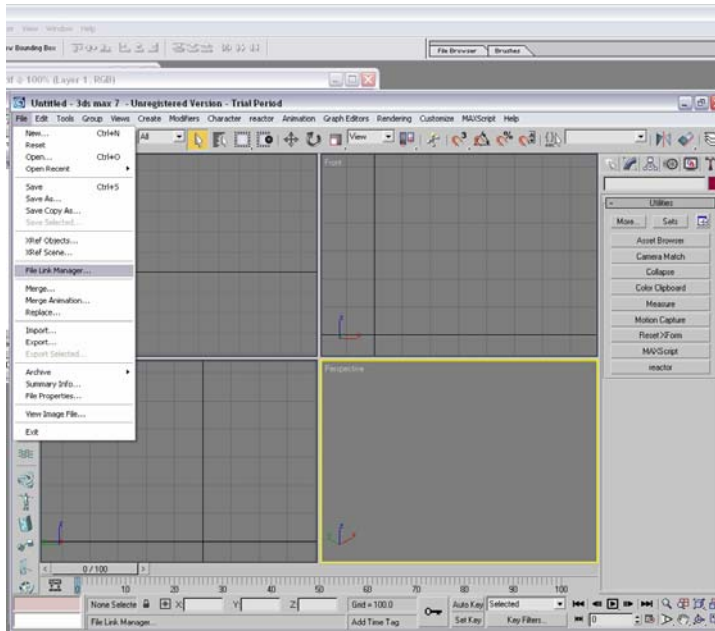 View Window Help
Bounding Box
File Browser Brushes
@ 100% (Layer 1, RGB)
Untitled - 3ds max 7 - Unregistered Version - Trial Period
File Edit Tools Group Views Create Modifiers Character reactor Animation Graph Editors Rendering Customize MAXScript Help
New... Ctrl+N
Reset
Open... Ctrl+O
Open Recent
Save Ctrl+S
Save As...
Save Copy As...
Save Selected...
XRef Objects...
XRef Scene...
File Link Manager...
Merge...
Merge Animation...
Replace...
Import...
Export...
Export Selected...
Archive
Summary Info...
File Properties...
View Image File...
Exit
All
View
Front
Perspective
Utilities
More... Sets
Asset Browser
Camera Match
Collapse
Color Clipboard
Measure
Motion Capture
Reset XForm
MAXScript
reactor
0 / 100
0 10 20 30 40 50 60 70 80 90 100
None Selecte X: Y: Z: Grid = 100.0 Auto Key Selected
File Link Manager... Add Time Tag Set Key Key Filters... 0